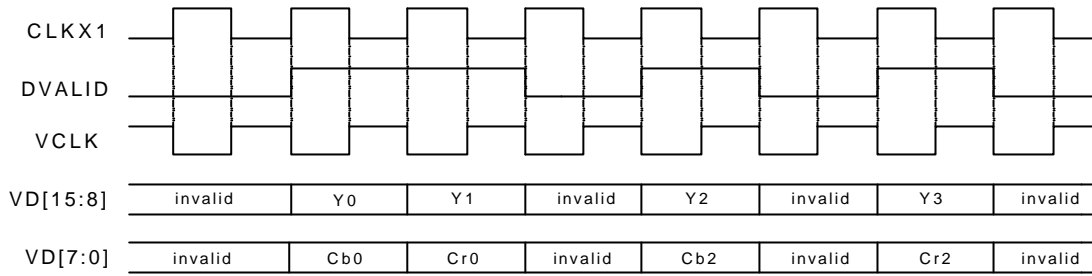 CLKX1
DVALID
VCLK
VD[15:8] invalid Y0 Y1 invalid Y2 invalid Y3 invalid
VD[7:0] invalid Cb0 Cr0 invalid Cb2 invalid Cr2 invalid